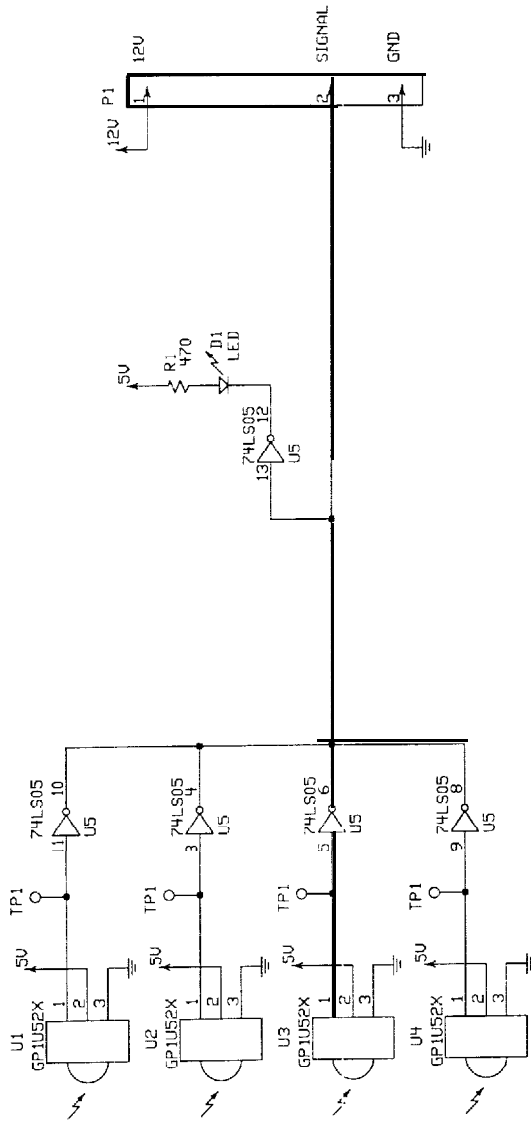 P1
12V
12V
1
SIGNAL
2
GND
3
5V
R1
470
D1
LED
74LS05
13
12
U5
U1
GP1U52X
1
2
3
5V
TP1
74LS05
11
10
U5
U2
GP1U52X
1
2
3
5V
TP1
74LS05
3
4
U5
U3
GP1U52X
1
2
3
5V
TP1
74LS05
5
6
U5
U4
GP1U52X
1
2
3
5V
TP1
74LS05
9
8
U5